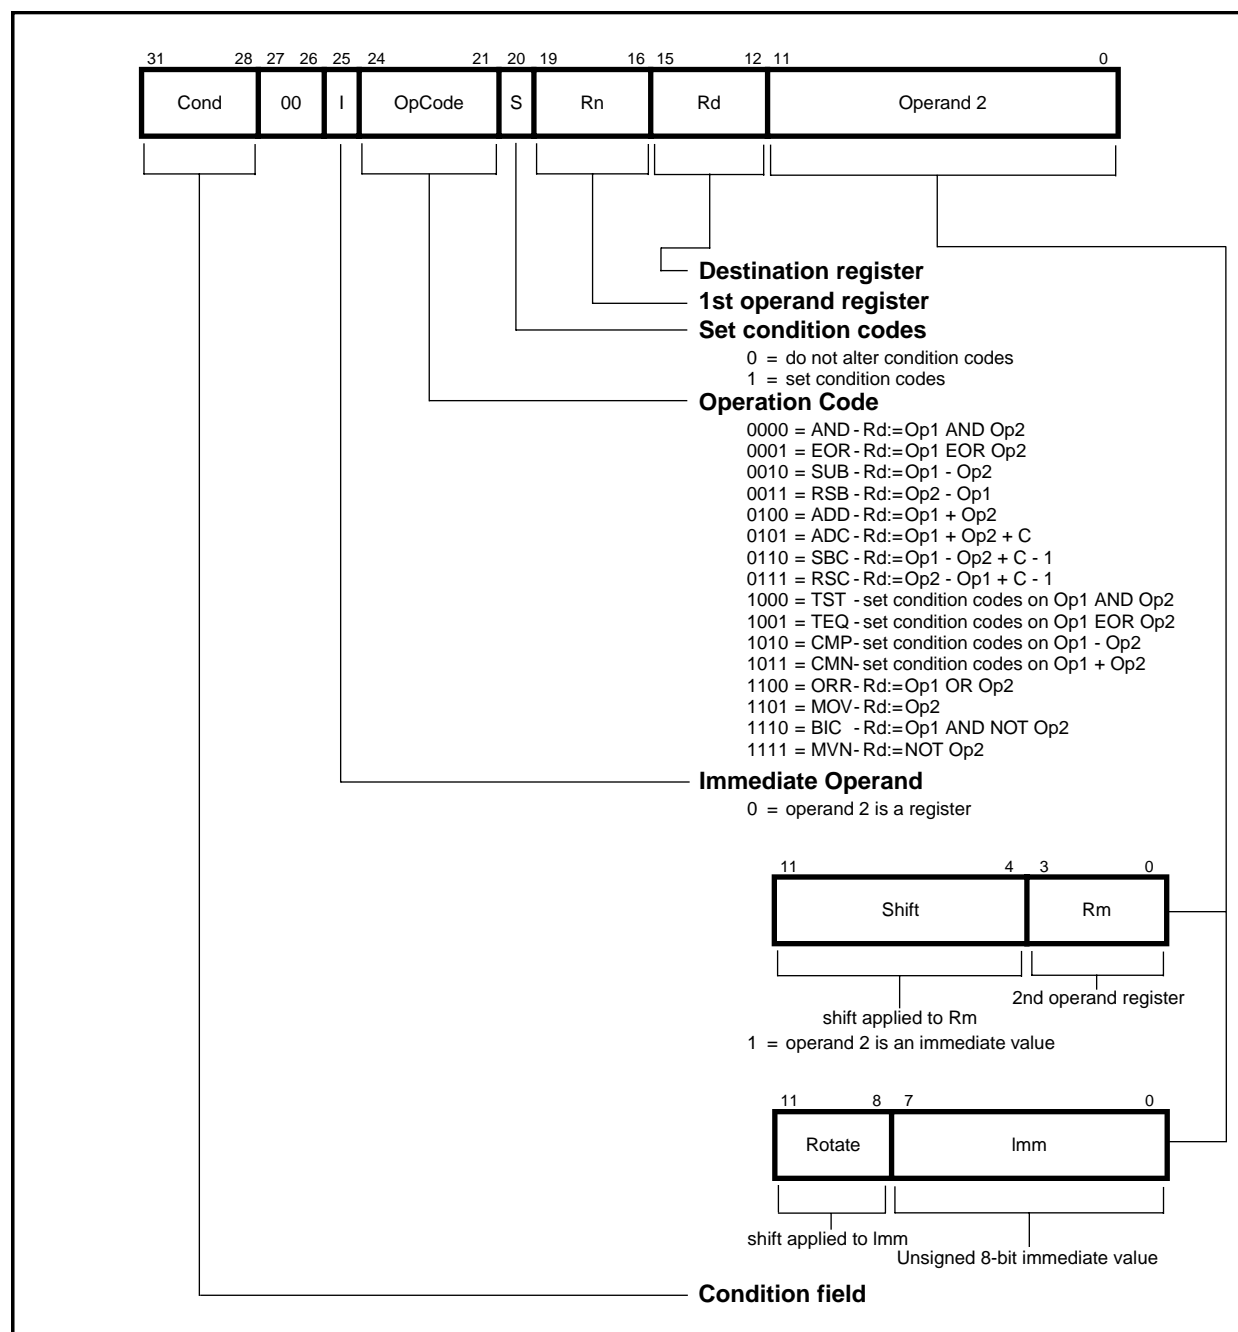 31 28 27 26 25 24 21 20 19 16 15 12 11 0
Cond 00 I OpCode S Rn Rd Operand 2
Destination register
1st operand register
Set condition codes
0 = do not alter condition codes
1 = set condition codes
Operation Code
0000 = AND - Rd:= Op1 AND Op2
0001 = EOR - Rd:= Op1 EOR Op2
0010 = SUB - Rd:= Op1 - Op2
0011 = RSB - Rd:= Op2 - Op1
0100 = ADD - Rd:= Op1 + Op2
0101 = ADC - Rd:= Op1 + Op2 + C
0110 = SBC - Rd:= Op1 - Op2 + C - 1
0111 = RSC - Rd:= Op2 - Op1 + C - 1
1000 = TST - set condition codes on Op1 AND Op2
1001 = TEQ - set condition codes on Op1 EOR Op2
1010 = CMP - set condition codes on Op1 - Op2
1011 = CMN - set condition codes on Op1 + Op2
1100 = ORR - Rd:= Op1 OR Op2
1101 = MOV - Rd:= Op2
1110 = BIC - Rd:= Op1 AND NOT Op2
1111 = MVN - Rd:= NOT Op2
Immediate Operand
0 = operand 2 is a register
11 4 3 0
Shift Rm
2nd operand register
shift applied to Rm
1 = operand 2 is an immediate value
11 8 7 0
Rotate Imm
shift applied to Imm
Unsigned 8-bit immediate value
Condition field